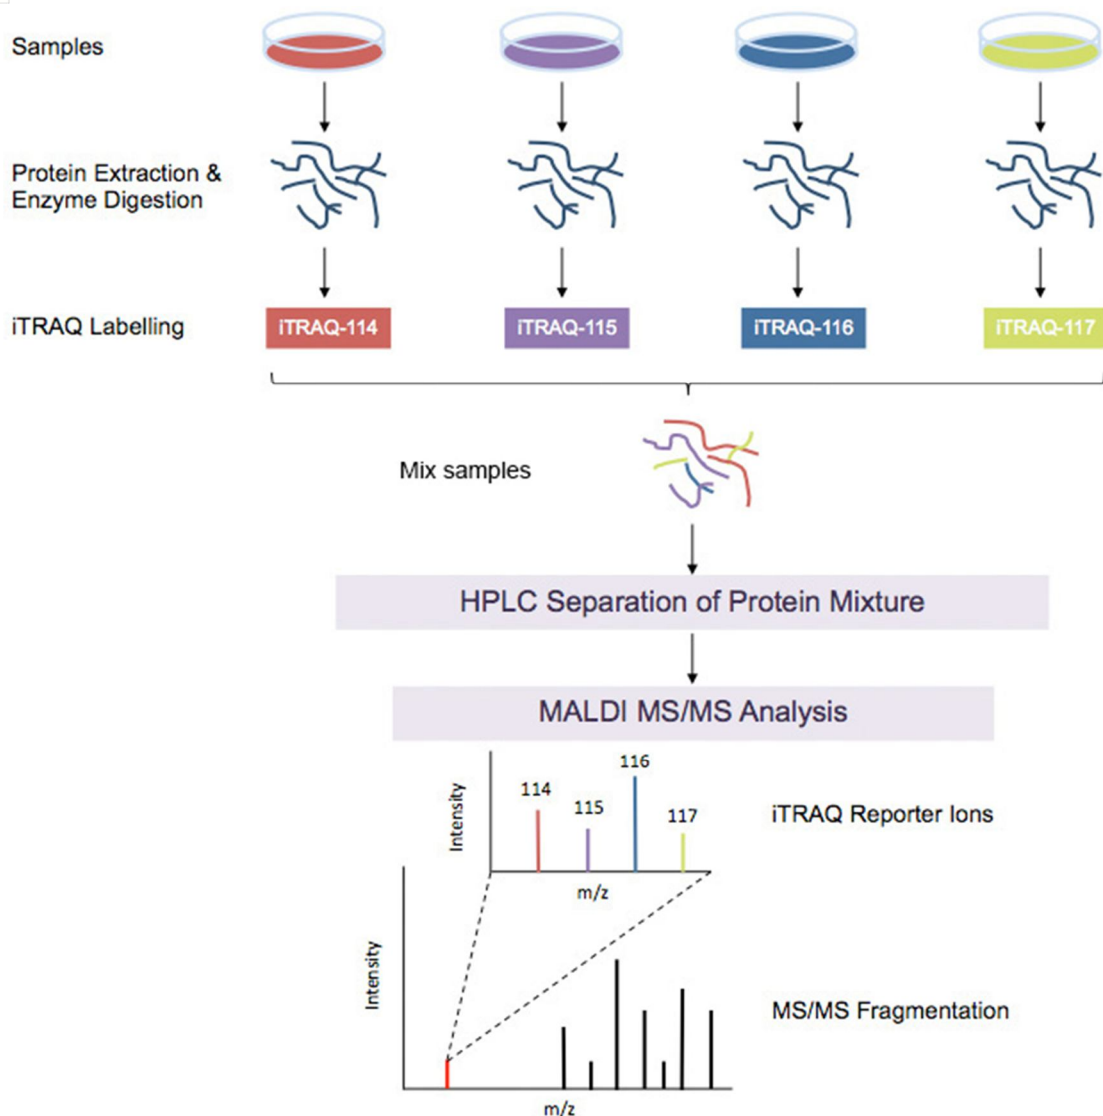 Samples
Protein Extraction &
Enzyme Digestion
iTRAQ Labelling
iTRAQ-114
iTRAQ-115
iTRAQ-116
iTRAQ-117
Mix samples
HPLC Separation of Protein Mixture
MALDI MS/MS Analysis
Intensity
114
115
116
117
m/z
iTRAQ Reporter Ions
Intensity
MS/MS Fragmentation
m/z